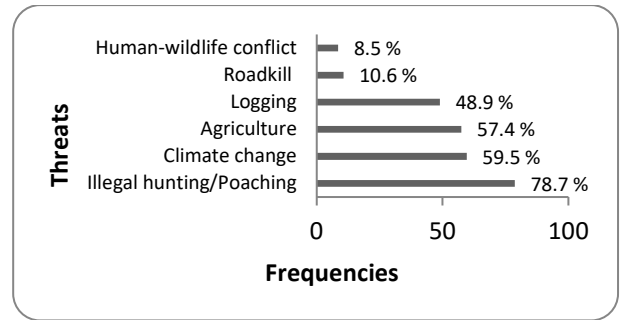 Human-wildlife conflict 8.5 %
Roadkill 10.6 %
Logging 48.9 %
Agriculture 57.4 %
Climate change 59.5 %
Illegal hunting/Poaching 78.7 %
Threats
0 50 100
Frequencies